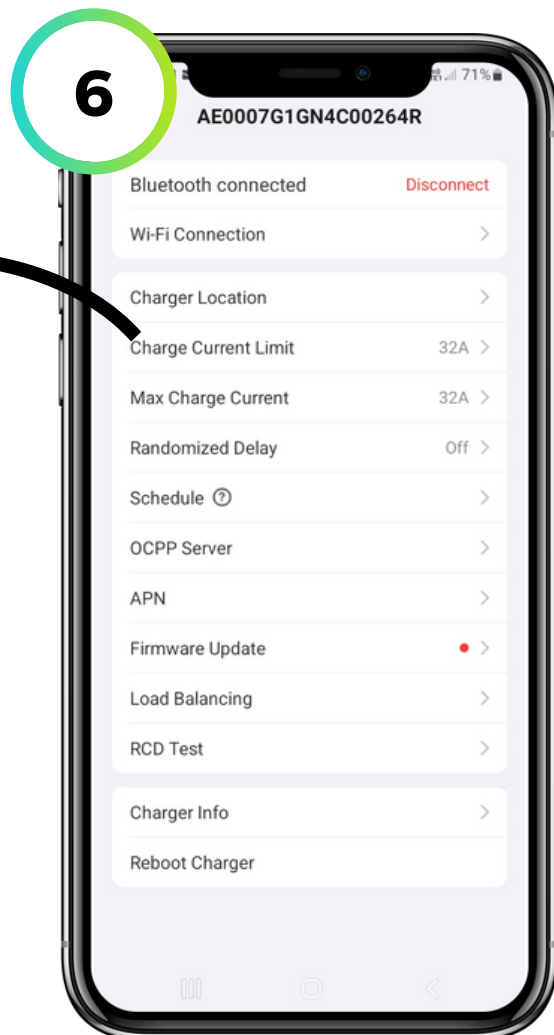 6
71%
AE0007G1GN4C00264R
Bluetooth connected Disconnect
Wi-Fi Connection
Charger Location
Charge Current Limit 32A
Max Charge Current 32A
Randomized Delay Off
Schedule ?
OCPP Server
APN
Firmware Update
Load Balancing
RCD Test
Charger Info
Reboot Charger